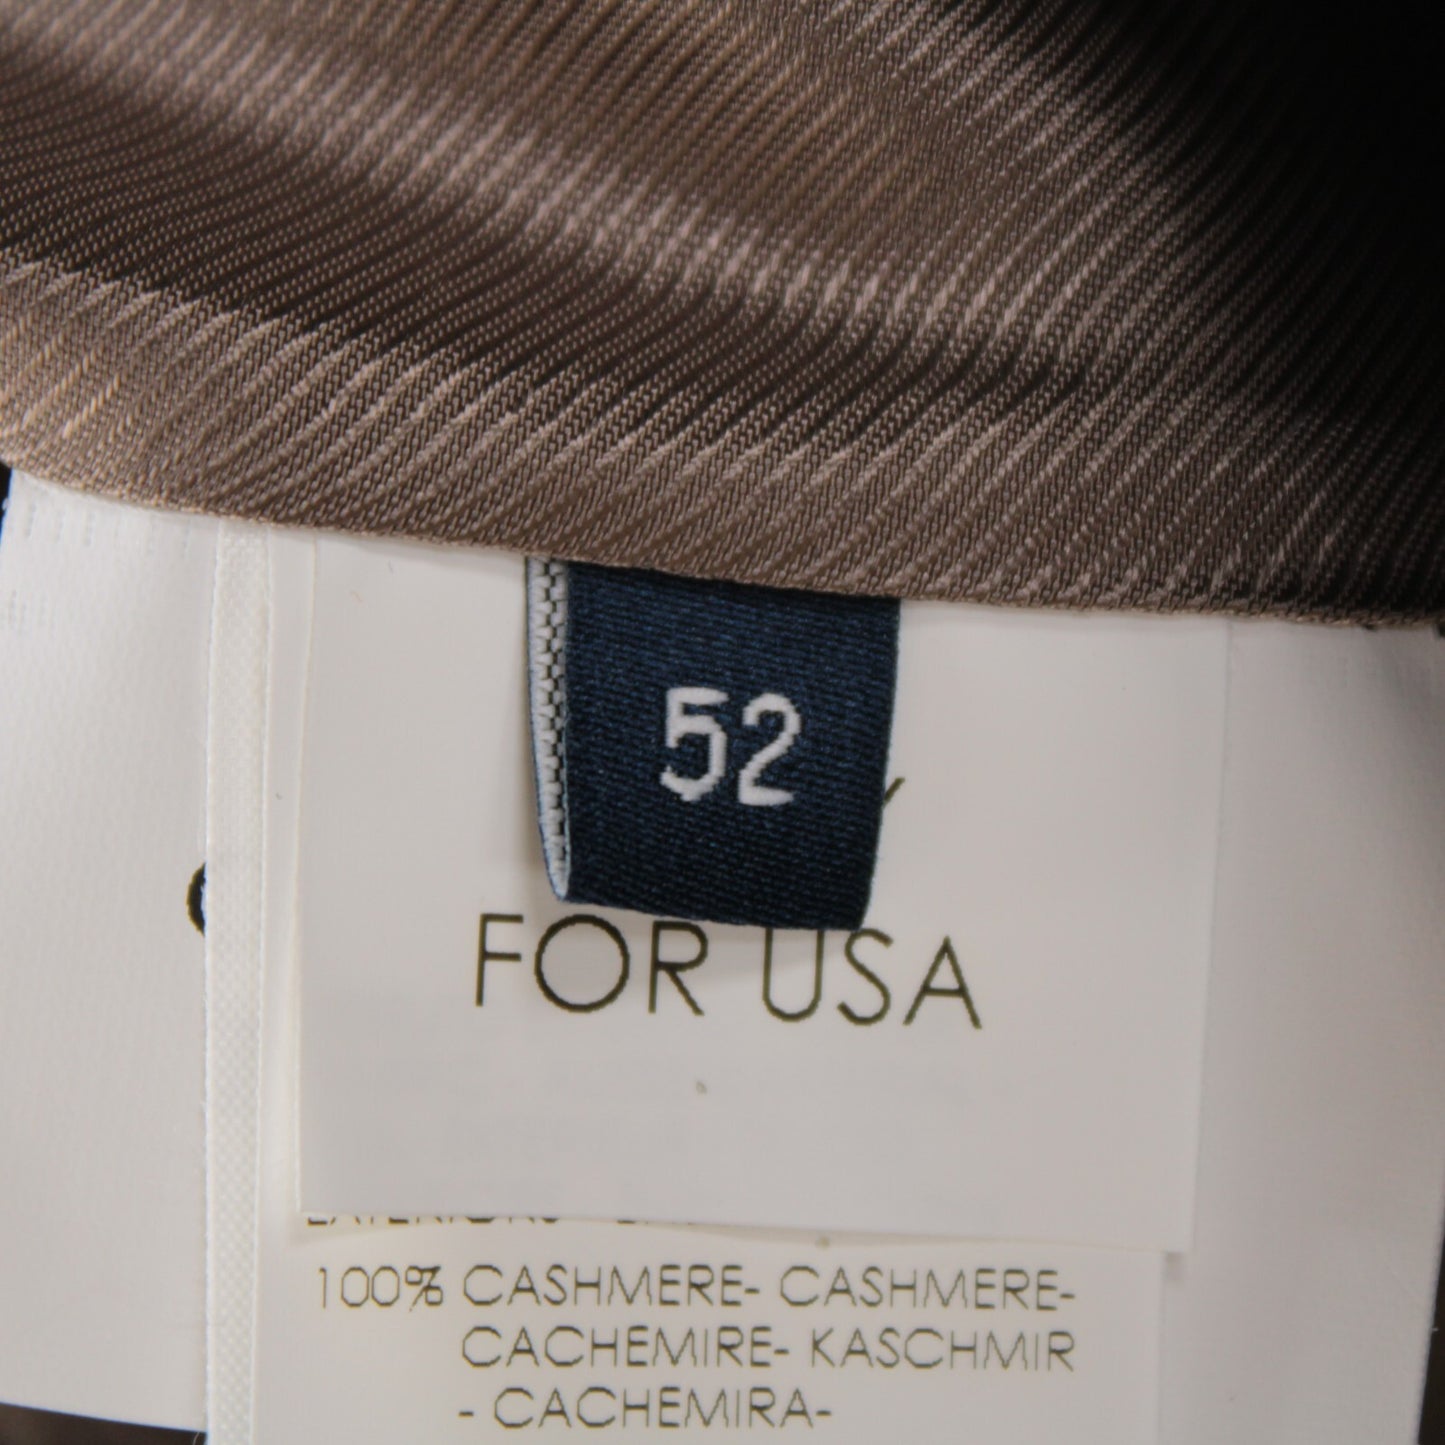 52
FOR USA
100% CASHMERE- CASHMERE-
CACHEMIRE- KASCHMIR
- CACHEMIRA-